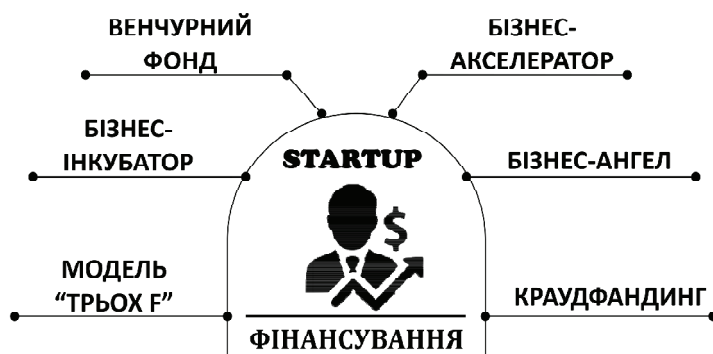 ВЕНЧУРНИЙ
ФОНД
БІЗНЕС-
АКСЕЛЕРАТОР
БІЗНЕС-
ІНКУБАТОР
STARTUP
БІЗНЕС-АНГЕЛ
$
МОДЕЛЬ
“ТРЬОХ F”
КРАУДФАНДИНГ
ФІНАНСУВАННЯ